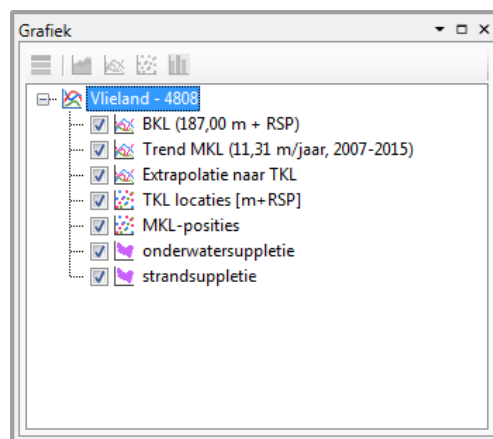 Grafiek
Vlieland - 4808
BKL (187,00 m + RSP)
Trend MKL (11,31 m/jaar, 2007-2015)
Extrapolatie naar TKL
TKL locaties [m+RSP]
MKL-posities
onderwatersuppletie
strandsuppletie